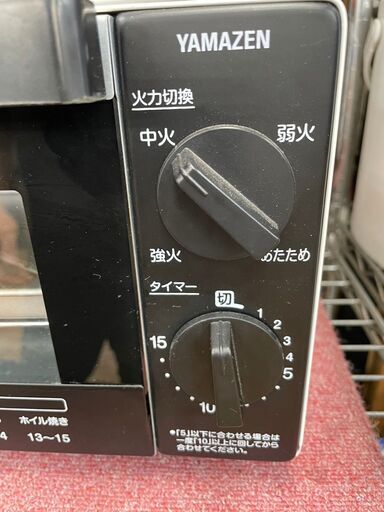 YAMAZEN
火力切換
中火
弱火
強火
あたため
タイマー
切
1
2
3
4
5
10
15
●「5」以下に合わせる場合は
一度「10」以上に回してから
合わせてください。
ホイル焼き
4 13～15